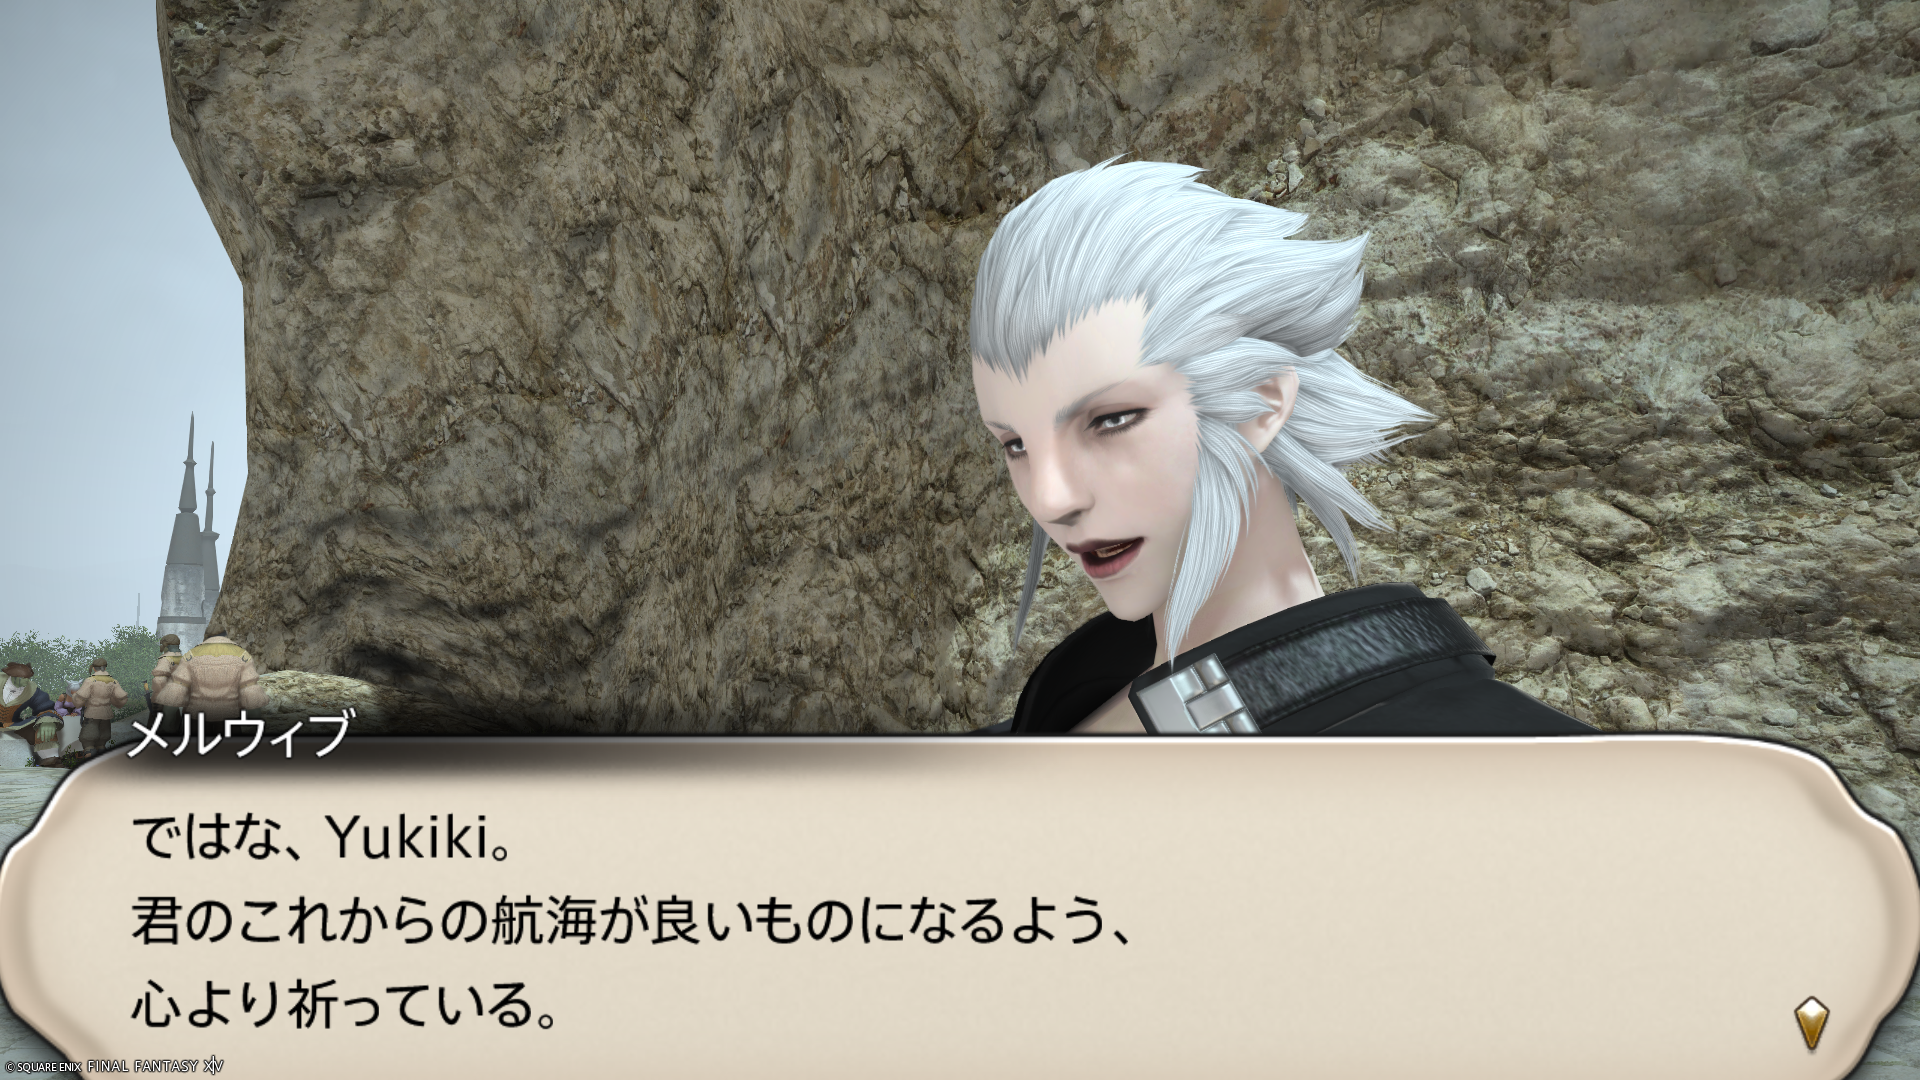 メルウィブ
ではな、Yukiki。
君のこれからの航海が良いものになるよう、
心より祈っている。
© SQUARE ENIX FINAL FANTASY XIV